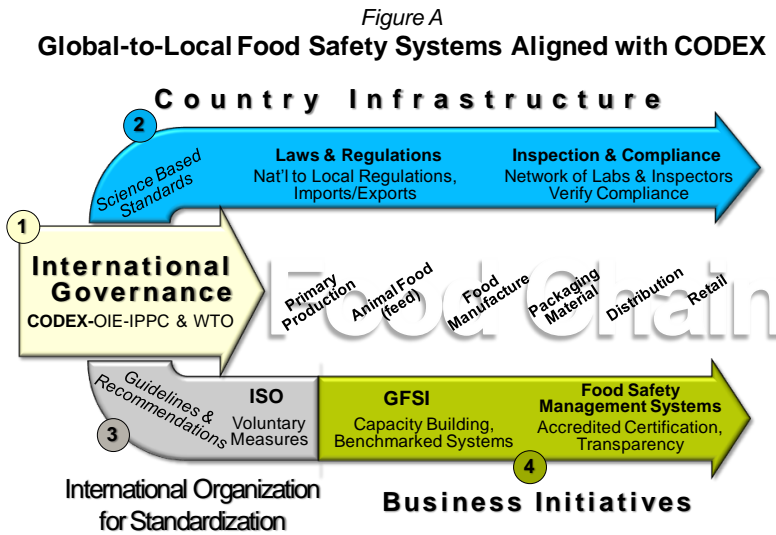 Figure A
Global-to-Local Food Safety Systems Aligned with CODEX
Country Infrastructure
2
Science Based
Standards
Laws & Regulations
Nat'l to Local Regulations,
Imports/Exports
Inspection & Compliance
Network of Labs & Inspectors
Verify Compliance
1
International
Governance
CODEX-OIE-IPPC & WTO
Food Chain
Primary
Production
Animal Food
(feed)
Food
Manufacture
Packaging
Material
Distribution
Retail
3
Guidelines &
Recommendations
ISO
Voluntary
Measures
GFSI
Capacity Building,
Benchmarked Systems
Food Safety
Management Systems
Accredited Certification,
Transparency
4
International Organization
for Standardization
Business Initiatives